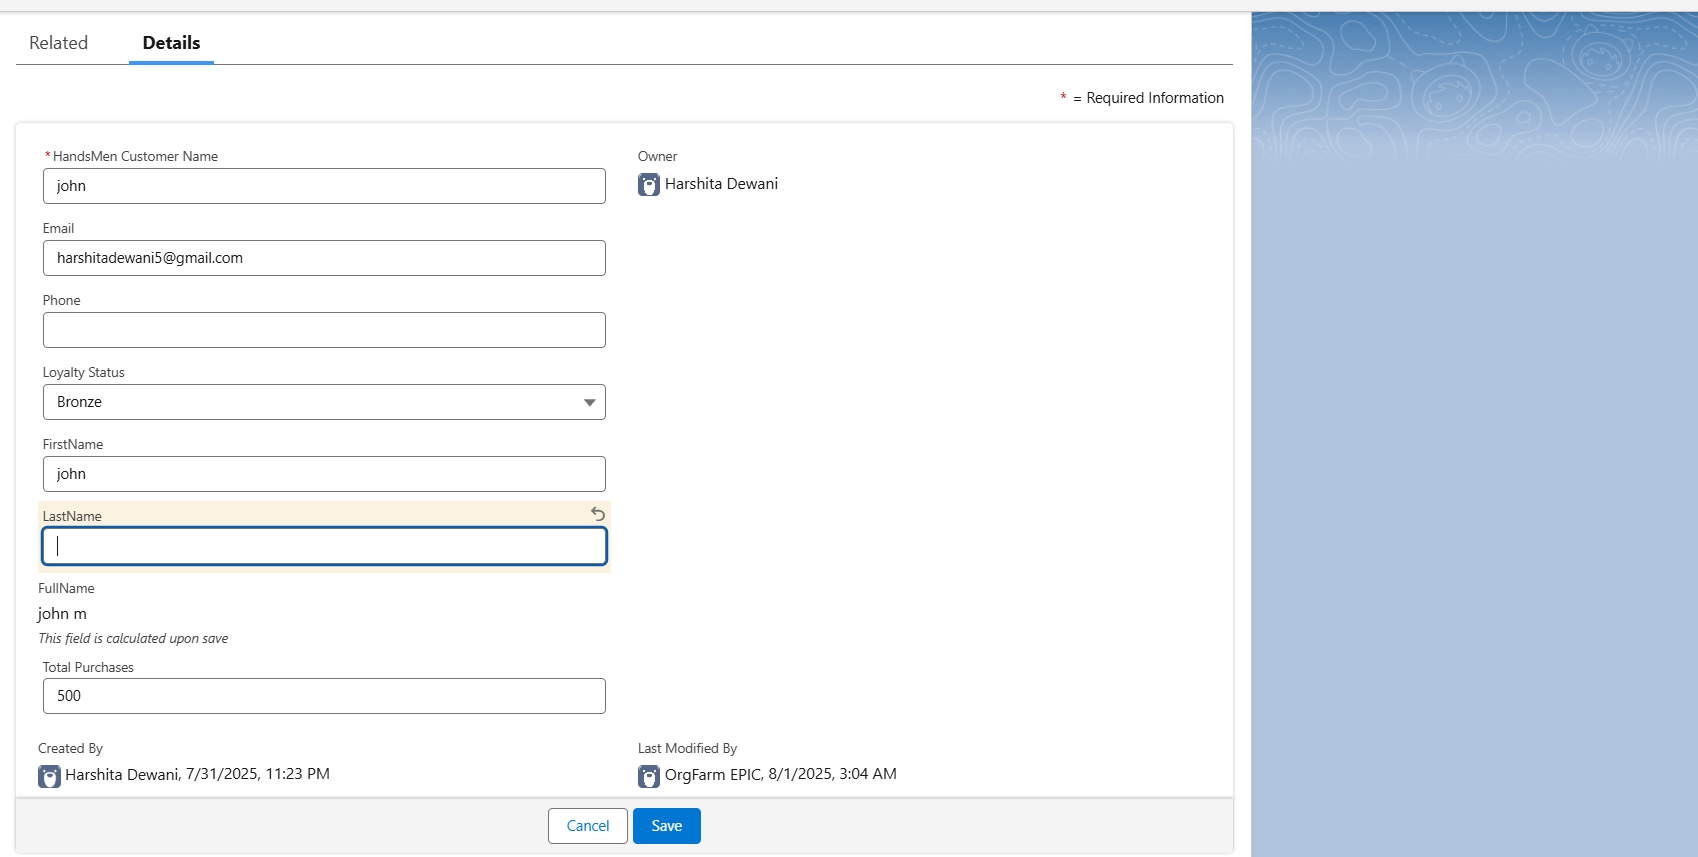 Related Details
* = Required Information
* HandsMen Customer Name
john
Owner
Harshita Dewani
Email
harshitadewani5@gmail.com
Phone
Loyalty Status
Bronze
FirstName
john
LastName
FullName
john m
This field is calculated upon save
Total Purchases
500
Created By
Harshita Dewani, 7/31/2025, 11:23 PM
Last Modified By
OrgFarm EPIC, 8/1/2025, 3:04 AM
Cancel Save